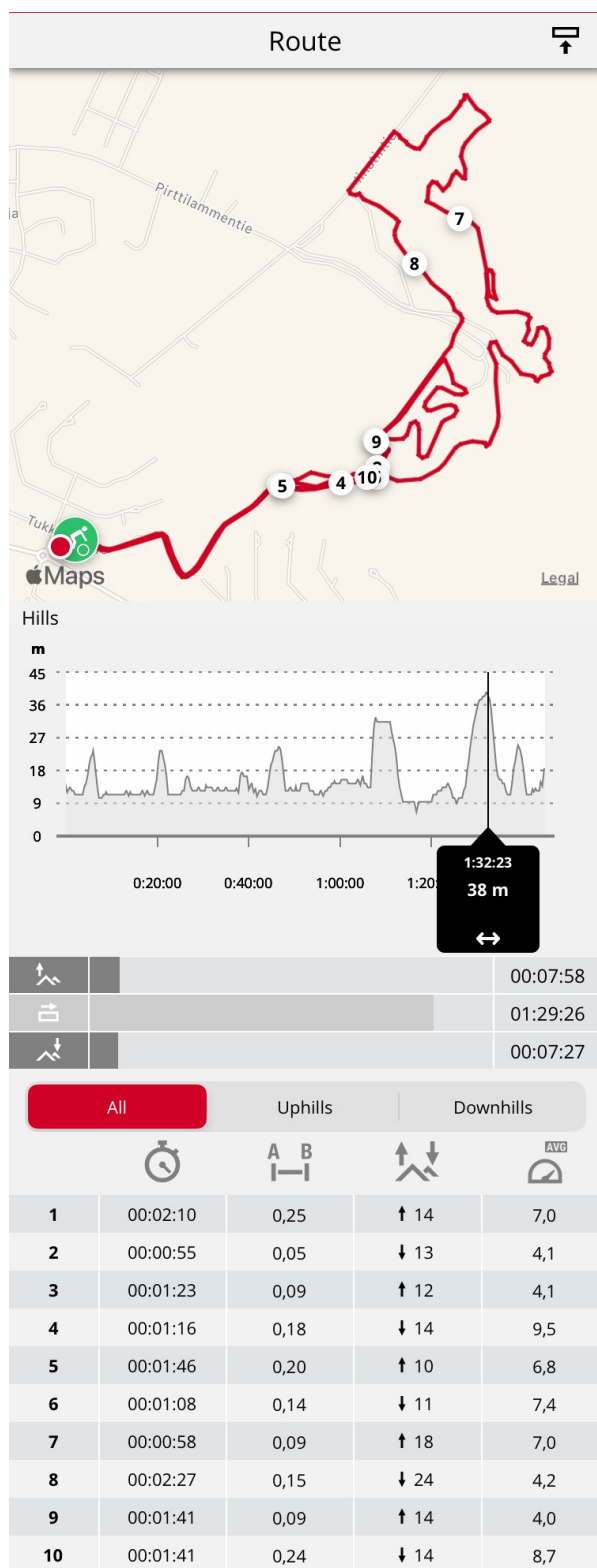 Route
Pirttilammentie
ja
7
8
9
10
4
5
Tukk
Maps
Legal
Hills
m
45
36
27
18
9
0
0:20:00 0:40:00 1:00:00 1:20:
1:32:23
38 m
00:07:58
01:29:26
00:07:27
All Uphills Downhills
A B AVG
1 00:02:10 0,25 ↑ 14 7,0
2 00:00:55 0,05 ↓ 13 4,1
3 00:01:23 0,09 ↑ 12 4,1
4 00:01:16 0,18 ↓ 14 9,5
5 00:01:46 0,20 ↑ 10 6,8
6 00:01:08 0,14 ↓ 11 7,4
7 00:00:58 0,09 ↑ 18 7,0
8 00:02:27 0,15 ↓ 24 4,2
9 00:01:41 0,09 ↑ 14 4,0
10 00:01:41 0,24 ↓ 14 8,7